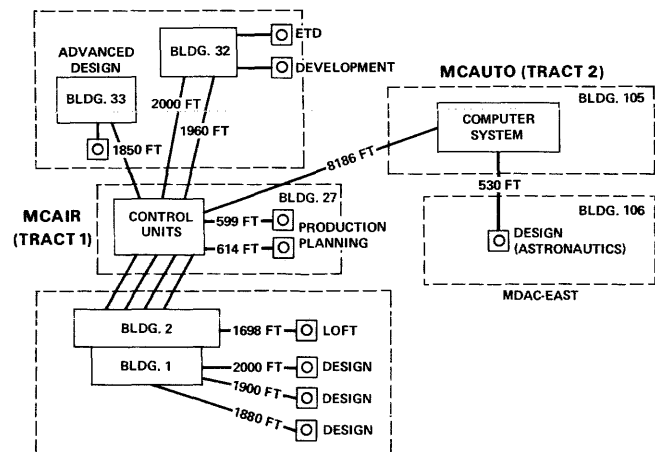 ADVANCED
DESIGN
BLDG. 33
1850 FT
BLDG. 32
ETD
DEVELOPMENT
2000 FT
1960 FT
MCAUTO (TRACT 2)
BLDG. 105
COMPUTER
SYSTEM
8186 FT
530 FT
BLDG. 106
DESIGN
(ASTRONAUTICS)
MDAC-EAST
MCAIR
(TRACT 1)
BLDG. 27
CONTROL
UNITS
599 FT
614 FT
PRODUCTION
PLANNING
BLDG. 2
1698 FT
LOFT
BLDG. 1
2000 FT
DESIGN
1900 FT
DESIGN
1880 FT
DESIGN